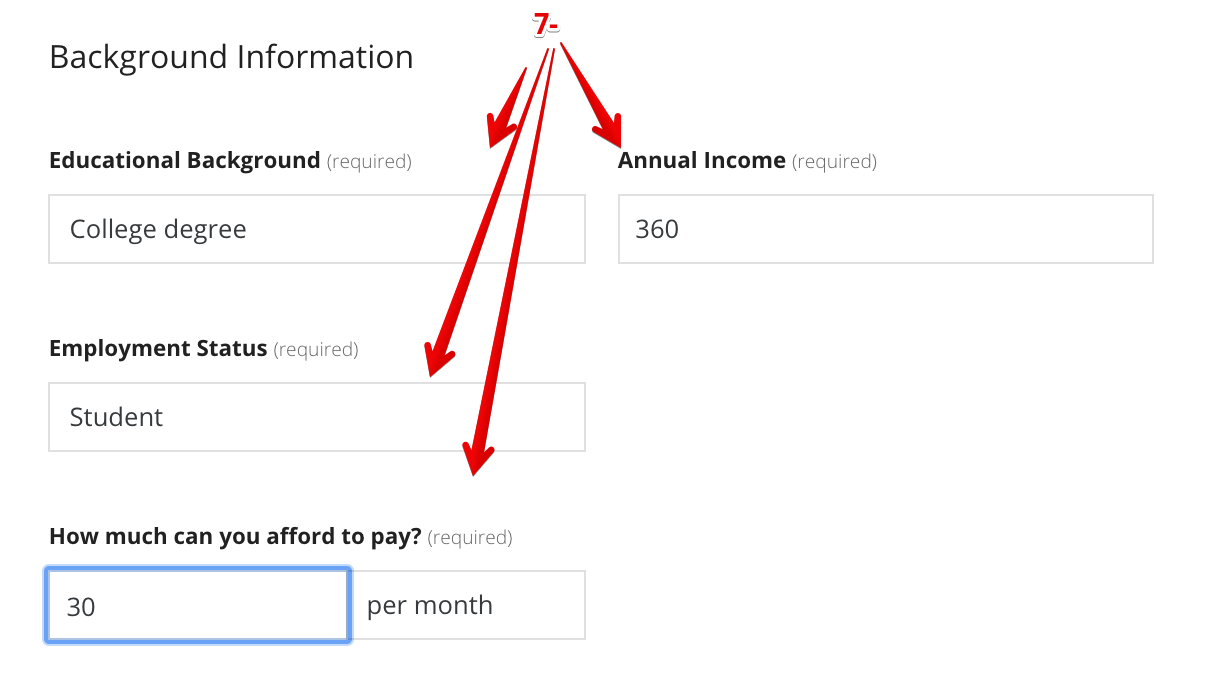 7-
Background Information
Educational Background (required)
Annual Income (required)
College degree
360
Employment Status (required)
Student
How much can you afford to pay? (required)
30
per month